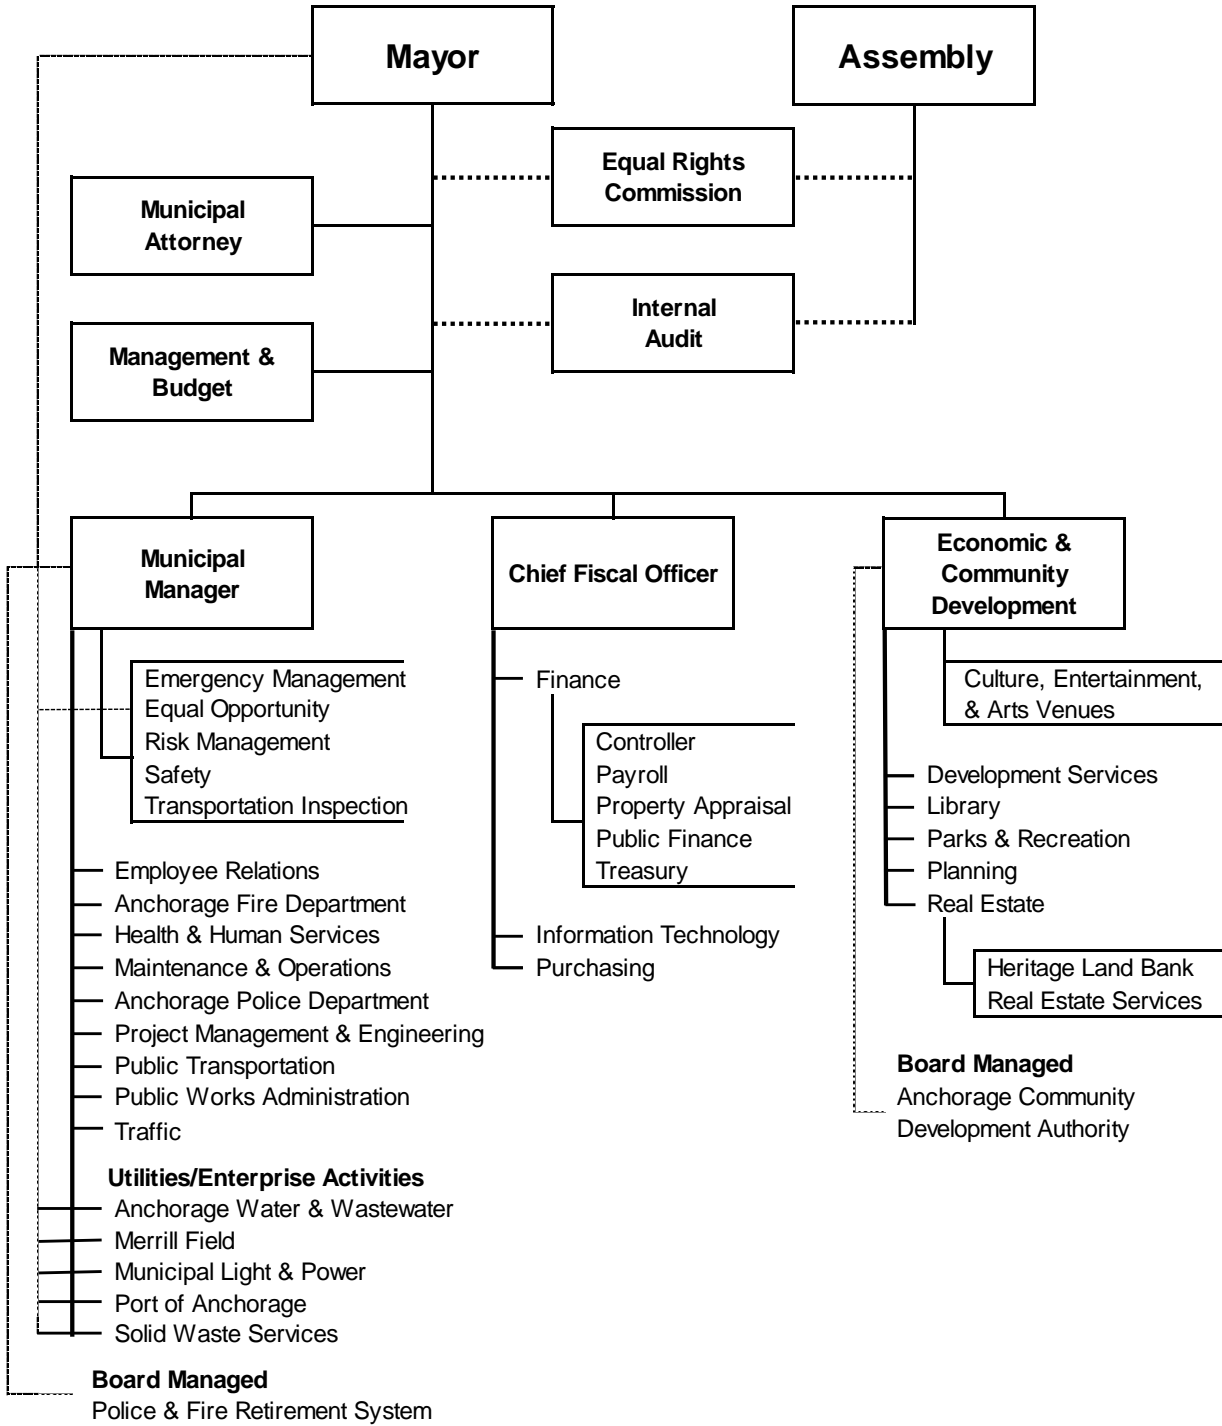 Mayor
Assembly
Equal Rights
Commission
Municipal
Attorney
Internal
Audit
Management &
Budget
Municipal
Manager
Chief Fiscal Officer
Economic &
Community
Development
Emergency Management
Equal Opportunity
Risk Management
Safety
Transportation Inspection
Employee Relations
Anchorage Fire Department
Health & Human Services
Maintenance & Operations
Anchorage Police Department
Project Management & Engineering
Public Transportation
Public Works Administration
Traffic
Utilities/Enterprise Activities
Anchorage Water & Wastewater
Merrill Field
Municipal Light & Power
Port of Anchorage
Solid Waste Services
Board Managed
Police & Fire Retirement System
Finance
Controller
Payroll
Property Appraisal
Public Finance
Treasury
Information Technology
Purchasing
Culture, Entertainment,
& Arts Venues
Development Services
Library
Parks & Recreation
Planning
Real Estate
Heritage Land Bank
Real Estate Services
Board Managed
Anchorage Community
Development Authority